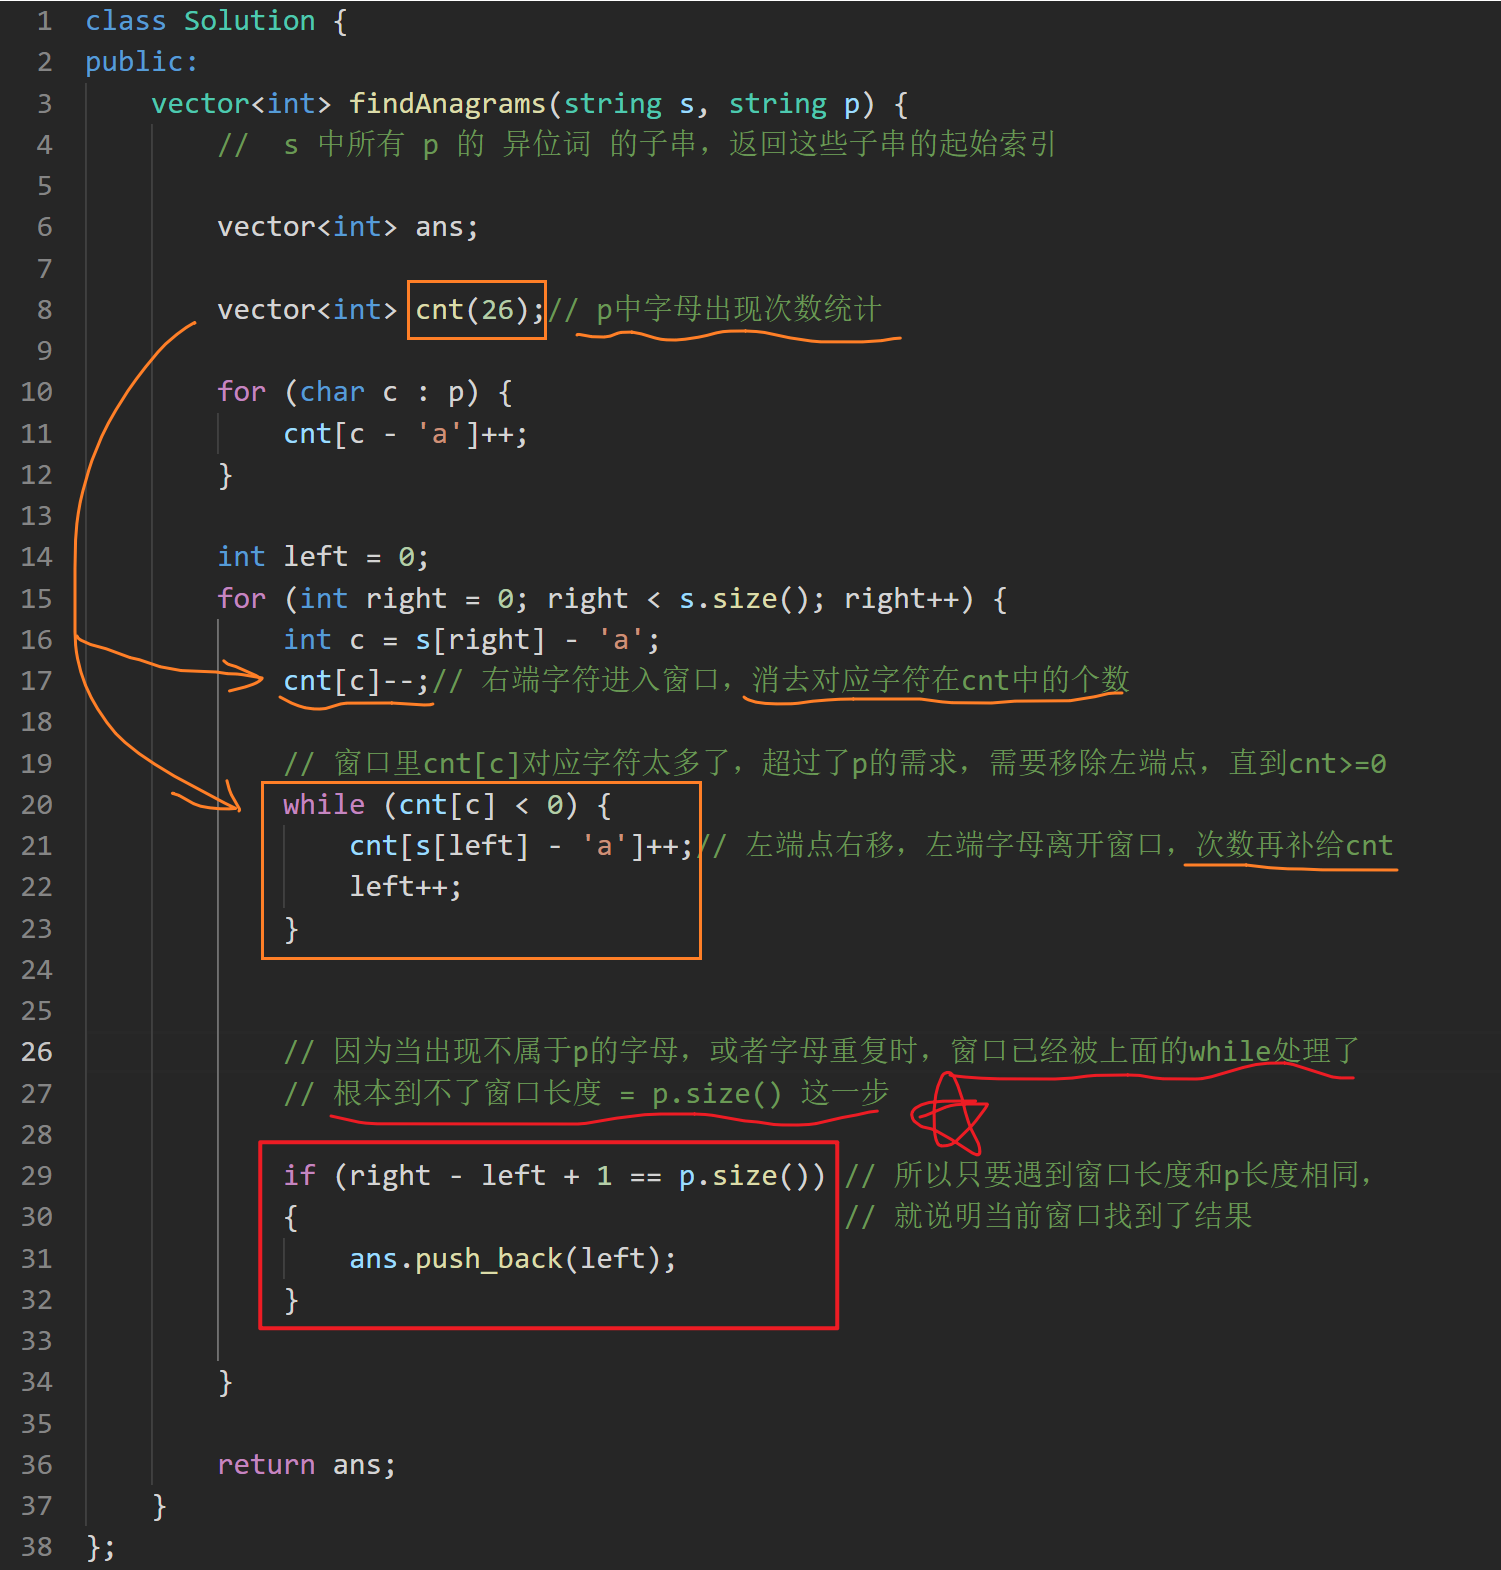 1 class Solution {
2 public:
3 vector<int> findAnagrams(string s, string p) {
4 //  s 中所有 p 的 异位词 的子串，返回这些子串的起始索引
5
6 vector<int> ans;
7
8 vector<int> cnt(26);// p中字母出现次数统计
9
10 for (char c : p) {
11 cnt[c - 'a']++;
12 }
13
14 int left = 0;
15 for (int right = 0; right < s.size(); right++) {
16 int c = s[right] - 'a';
17 cnt[c]--;// 右端字符进入窗口，消去对应字符在cnt中的个数
18
19 // 窗口里cnt[c]对应字符太多了，超过了p的需求，需要移除左端点，直到cnt>=0
20 while (cnt[c] < 0) {
21 cnt[s[left] - 'a']++;// 左端点右移，左端字母离开窗口，次数再补给cnt
22 left++;
23 }
24
25
26 // 因为当出现不属于p的字母，或者字母重复时，窗口已经被上面的while处理了
27 // 根本到不了窗口长度 = p.size() 这一步
28
29 if (right - left + 1 == p.size()) // 所以只要遇到窗口长度和p长度相同，
30 { // 就说明当前窗口找到了结果
31 ans.push_back(left);
32 }
33
34 }
35
36 return ans;
37 }
38 };